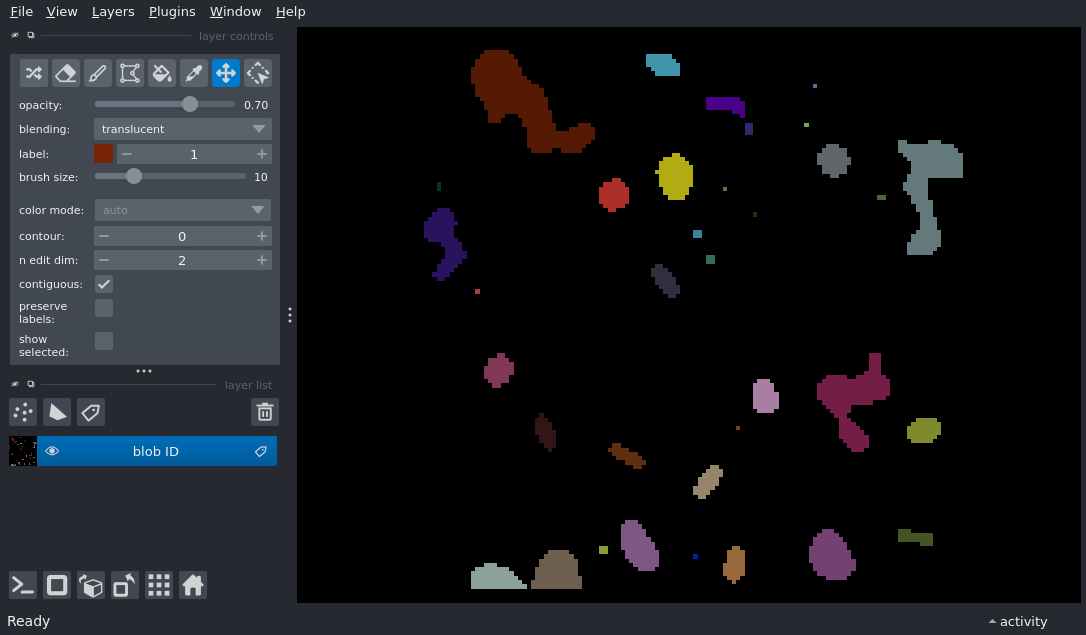 File View Layers Plugins Window Help
layer controls
opacity: 0.70
blending: translucent
label: 1
brush size: 10
color mode: auto
contour: 0
n edit dim: 2
contiguous:
preserve
labels:
show
selected:
layer list
blob ID
Ready
activity